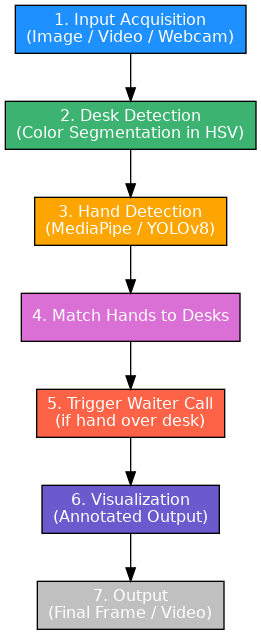 1. Input Acquisition
(Image / Video / Webcam)
2. Desk Detection
(Color Segmentation in HSV)
3. Hand Detection
(MediaPipe / YOLOv8)
4. Match Hands to Desks
5. Trigger Waiter Call
(if hand over desk)
6. Visualization
(Annotated Output)
7. Output
(Final Frame / Video)